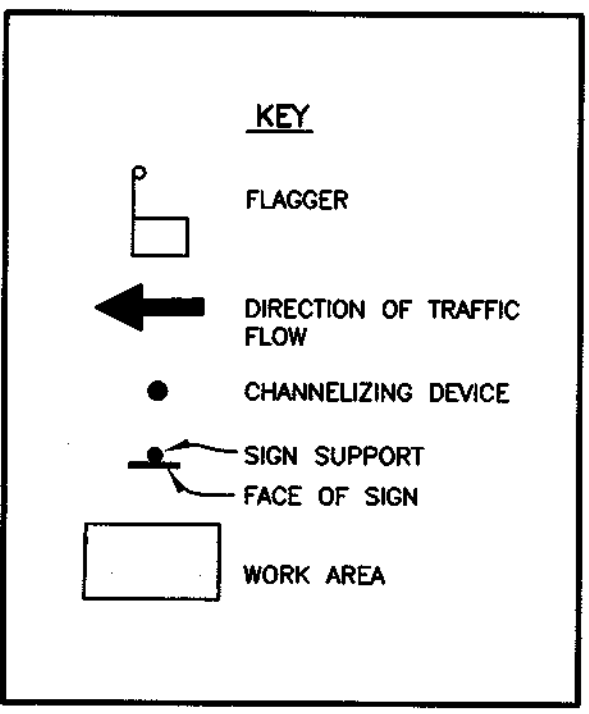 KEY
FLAGGER
DIRECTION OF TRAFFIC
FLOW
CHANNELIZING DEVICE
SIGN SUPPORT
FACE OF SIGN
WORK AREA